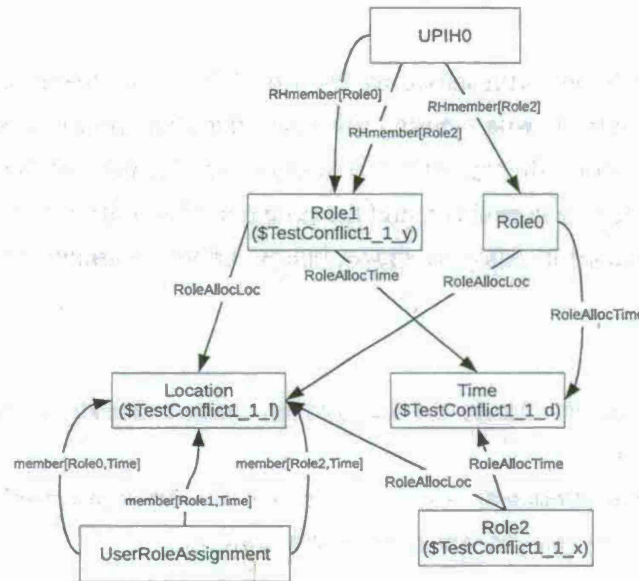 UPIH0
RHmember[Role0]
RHmember[Role2]
RHmember[Role2]
Role1
($TestConflict1_1_y)
Role0
RoleAllocLoc
RoleAllocTime
RoleAllocLoc
RoleAllocTime
Location
($TestConflict1_1_l)
Time
($TestConflict1_1_d)
member[Role0,Time]
member[Role2,Time]
RoleAllocTime
RoleAllocLoc
member[Role1,Time]
UserRoleAssignment
Role2
($TestConflict1_1_x)